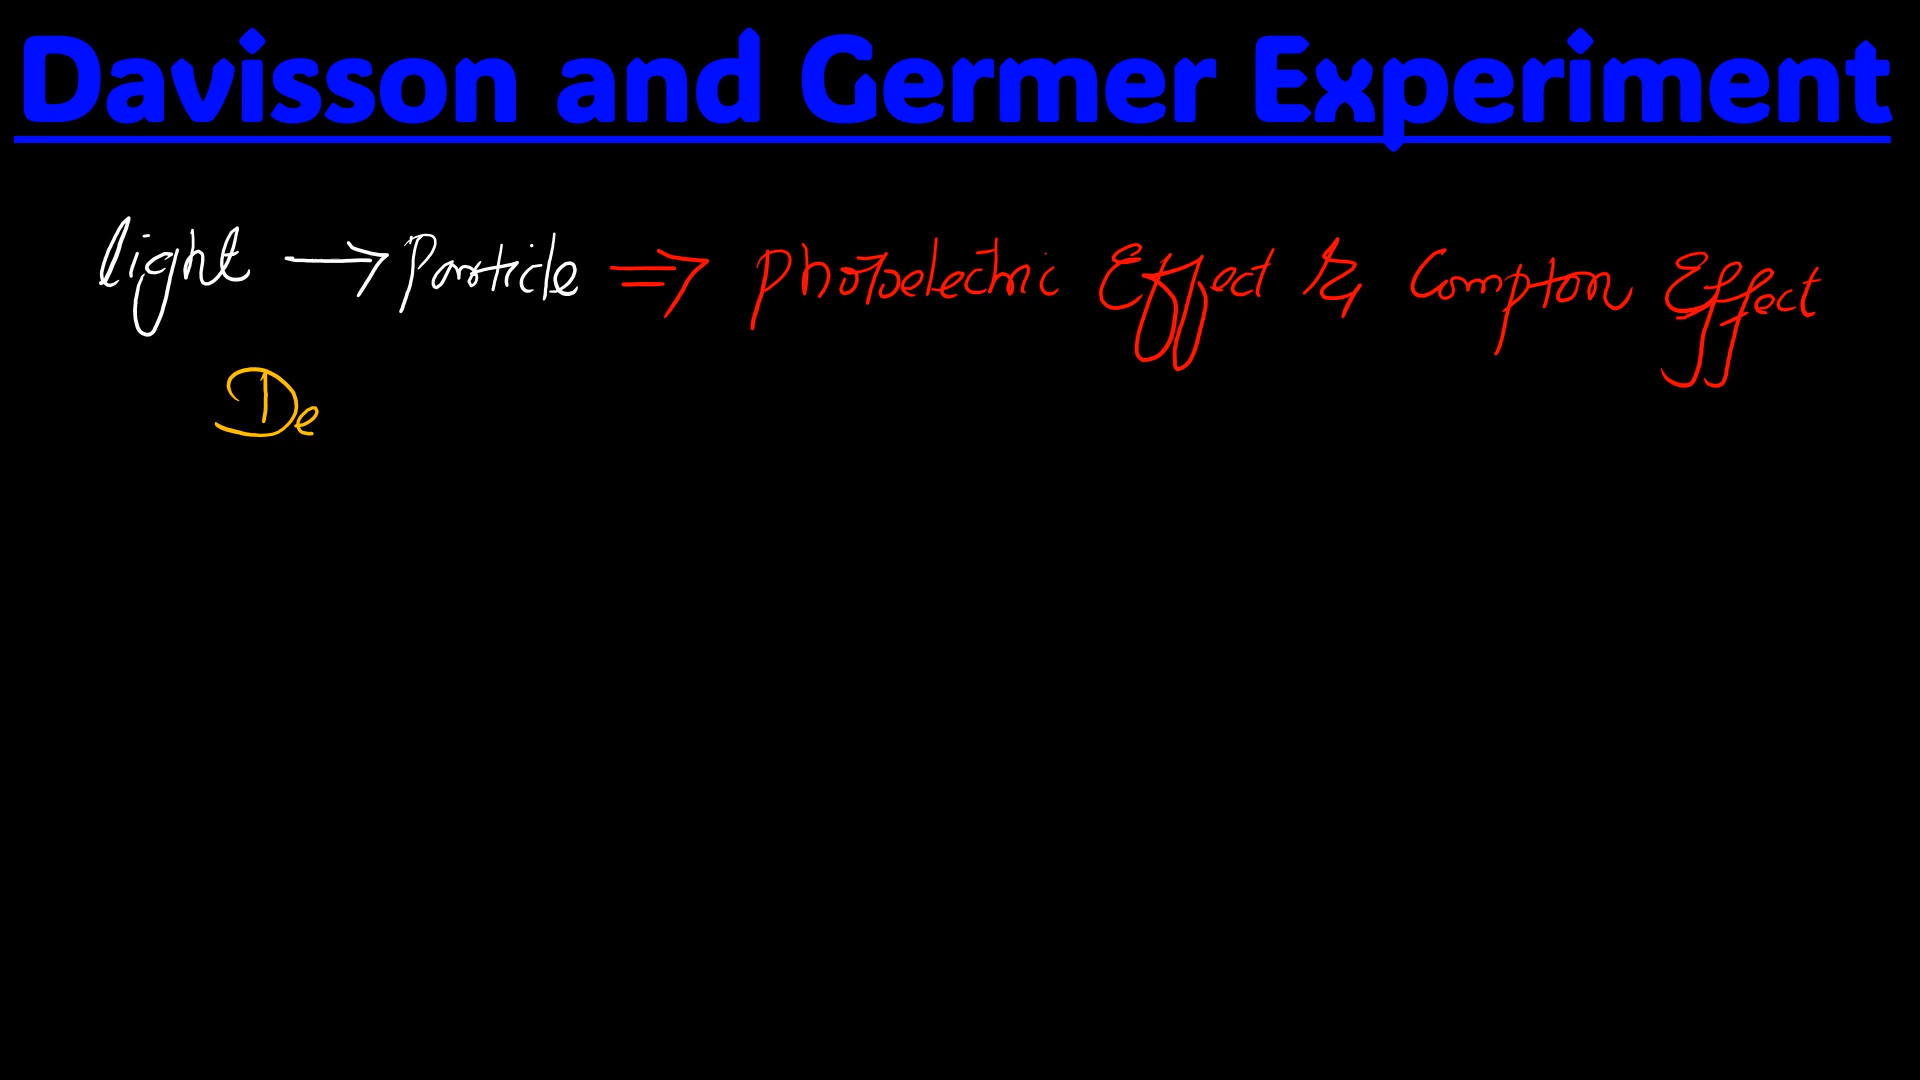 Davisson and Germer Experiment
light → Particle ⇒ Photoelectric Effect & Compton Effect
De